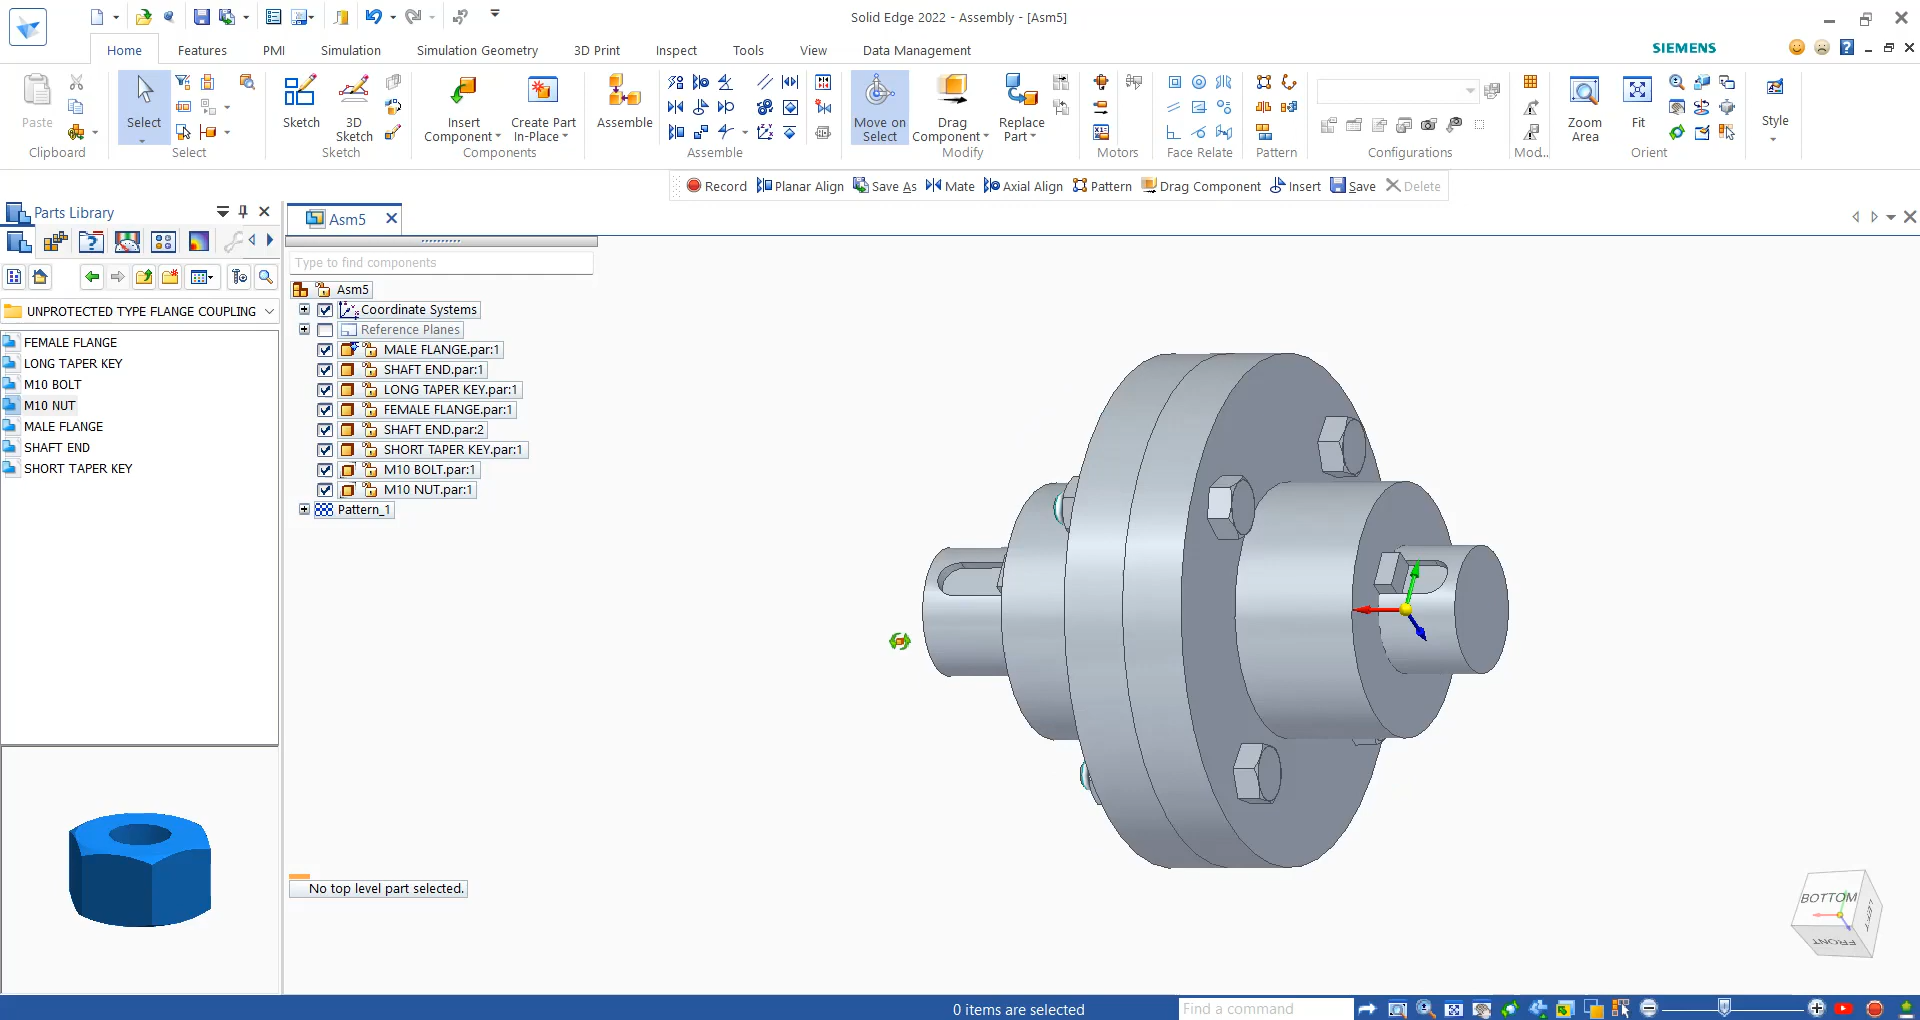 Solid Edge 2022 - Assembly - [Asm5]
Home Features PMI Simulation Simulation Geometry 3D Print Inspect Tools View Data Management
SIEMENS
Paste Select Sketch 3D Sketch Insert Component Create Part In-Place Assemble Move on Select Drag Component Replace Part Zoom Area Fit Style
Clipboard Select Sketch Components Assemble Modify Motors Face Relate Pattern Configurations Mod... Orient
Record Planar Align Save As Mate Axial Align Pattern Drag Component Insert Save Delete
Parts Library
Asm5
UNPROTECTED TYPE FLANGE COUPLING
FEMALE FLANGE
LONG TAPER KEY
M10 BOLT
M10 NUT
MALE FLANGE
SHAFT END
SHORT TAPER KEY
Type to find components
Asm5
Coordinate Systems
Reference Planes
MALE FLANGE.par:1
SHAFT END.par:1
LONG TAPER KEY.par:1
FEMALE FLANGE.par:1
SHAFT END.par:2
SHORT TAPER KEY.par:1
M10 BOLT.par:1
M10 NUT.par:1
Pattern_1
No top level part selected.
BOTTOM
LEFT
FRONT
0 items are selected
Find a command